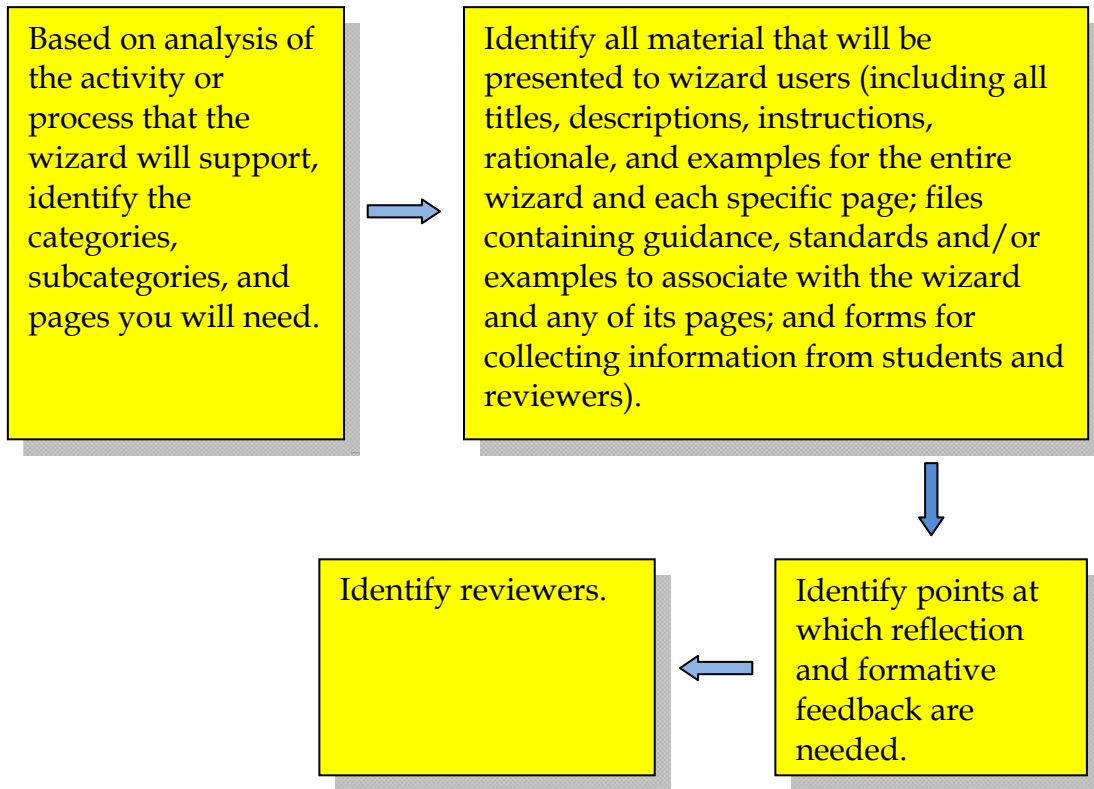 Based on analysis of
the activity or
process that the
wizard will support,
identify the
categories,
subcategories, and
pages you will need.
Identify all material that will be
presented to wizard users (including all
titles, descriptions, instructions,
rationale, and examples for the entire
wizard and each specific page; files
containing guidance, standards and/or
examples to associate with the wizard
and any of its pages; and forms for
collecting information from students and
reviewers).
Identify points at
which reflection
and formative
feedback are
needed.
Identify reviewers.